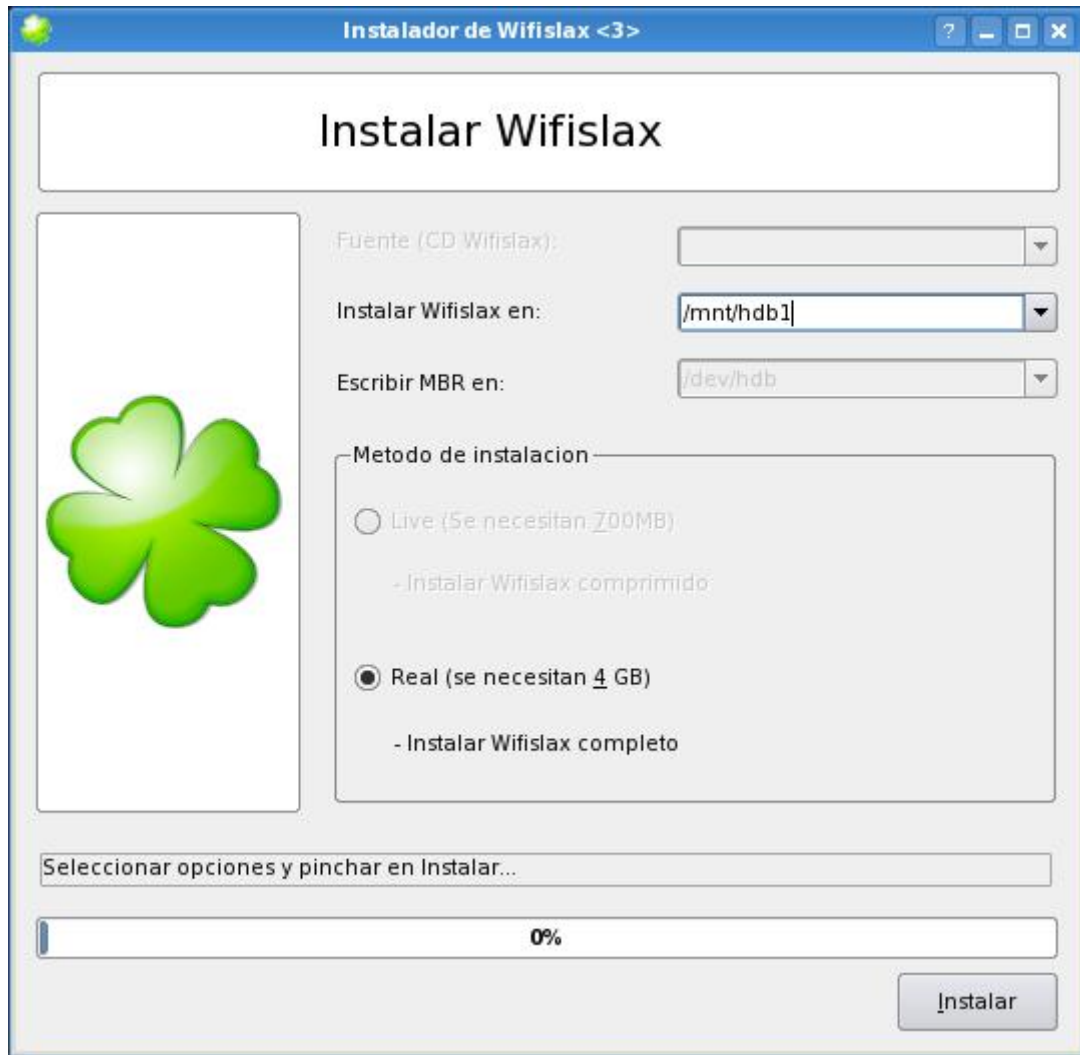 Instalador de Wifislax <3>
Instalar Wifislax
Fuente (CD Wifislax):
Instalar Wifislax en:
/mnt/hdb1
Escribir MBR en:
/dev/hdb
Metodo de instalacion
Live (Se necesitan 700MB)
- Instalar Wifislax comprimido
Real (se necesitan 4 GB)
- Instalar Wifislax completo
Seleccionar opciones y pinchar en Instalar...
0%
Instalar